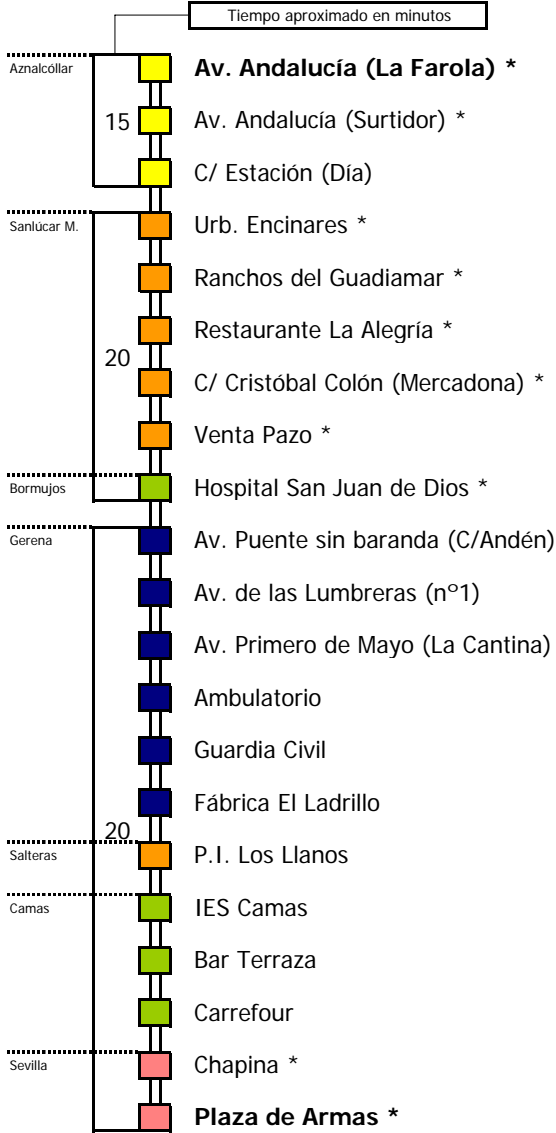 Tiempo aproximado en minutos
Aznalcóllar
Av. Andalucía (La Farola) *
15
Av. Andalucía (Surtidor) *
C/ Estación (Día)
Sanlúcar M.
Urb. Encinares *
Ranchos del Guadiamar *
Restaurante La Alegría *
20
C/ Cristóbal Colón (Mercadona) *
Venta Pazo *
Bormujos
Hospital San Juan de Dios *
Gerena
Av. Puente sin baranda (C/Andén)
Av. de las Lumbreras (nº1)
Av. Primero de Mayo (La Cantina)
Ambulatorio
Guardia Civil
Fábrica El Ladrillo
20
Salteras
P.I. Los Llanos
Camas
IES Camas
Bar Terraza
Carrefour
Sevilla
Chapina *
Plaza de Armas *